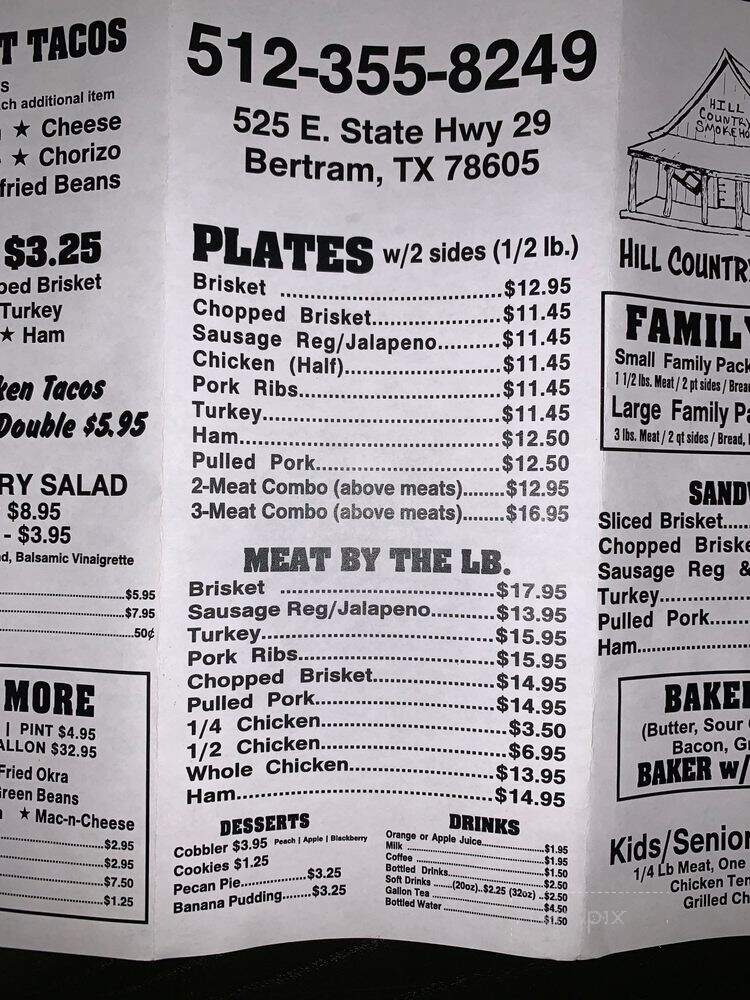 T TACOS
S
ch additional item
★ Cheese
★ Chorizo
fried Beans
$3.25
ped Brisket
Turkey
★ Ham
ken Tacos
Double $5.95
RY SALAD
$8.95
- $3.95
d, Balsamic Vinaigrette
$5.95
$7.95
50¢
MORE
| PINT $4.95
ALLON $32.95
Fried Okra
Green Beans
★ Mac-n-Cheese
$2.95
$2.95
$7.50
$1.25
512-355-8249
525 E. State Hwy 29
Bertram, TX 78605
PLATES w/2 sides (1/2 lb.)
Brisket $12.95
Chopped Brisket $11.45
Sausage Reg/Jalapeno $11.45
Chicken (Half) $11.45
Pork Ribs $11.45
Turkey $11.45
Ham $12.50
Pulled Pork $12.50
2-Meat Combo (above meats) $12.95
3-Meat Combo (above meats) $16.95
MEAT BY THE LB.
Brisket $17.95
Sausage Reg/Jalapeno $13.95
Turkey $15.95
Pork Ribs $15.95
Chopped Brisket $14.95
Pulled Pork $14.95
1/4 Chicken $3.50
1/2 Chicken $6.95
Whole Chicken $13.95
Ham $14.95
DESSERTS
Cobbler $3.95 Peach | Apple | Blackberry
Cookies $1.25
Pecan Pie $3.25
Banana Pudding $3.25
DRINKS
Orange or Apple Juice $1.95
Milk $1.95
Coffee $1.50
Bottled Drinks $2.50
Soft Drinks (20oz)..$2.25 (32oz) ..$2.50
Gallon Tea $4.50
Bottled Water $1.50
HILL
COUNTRY
SMOKEHO
HILL COUNTR
FAMILY
Small Family Pack
1 1/2 lbs. Meat / 2 pt sides / Brea
Large Family Pa
3 lbs. Meat / 2 qt sides / Bread,
SAND
Sliced Brisket
Chopped Briske
Sausage Reg &
Turkey
Pulled Pork
Ham
BAKE
(Butter, Sour
Bacon, Gr
BAKER w/
Kids/Senior
1/4 Lb Meat, One
Chicken Ten
Grilled Ch